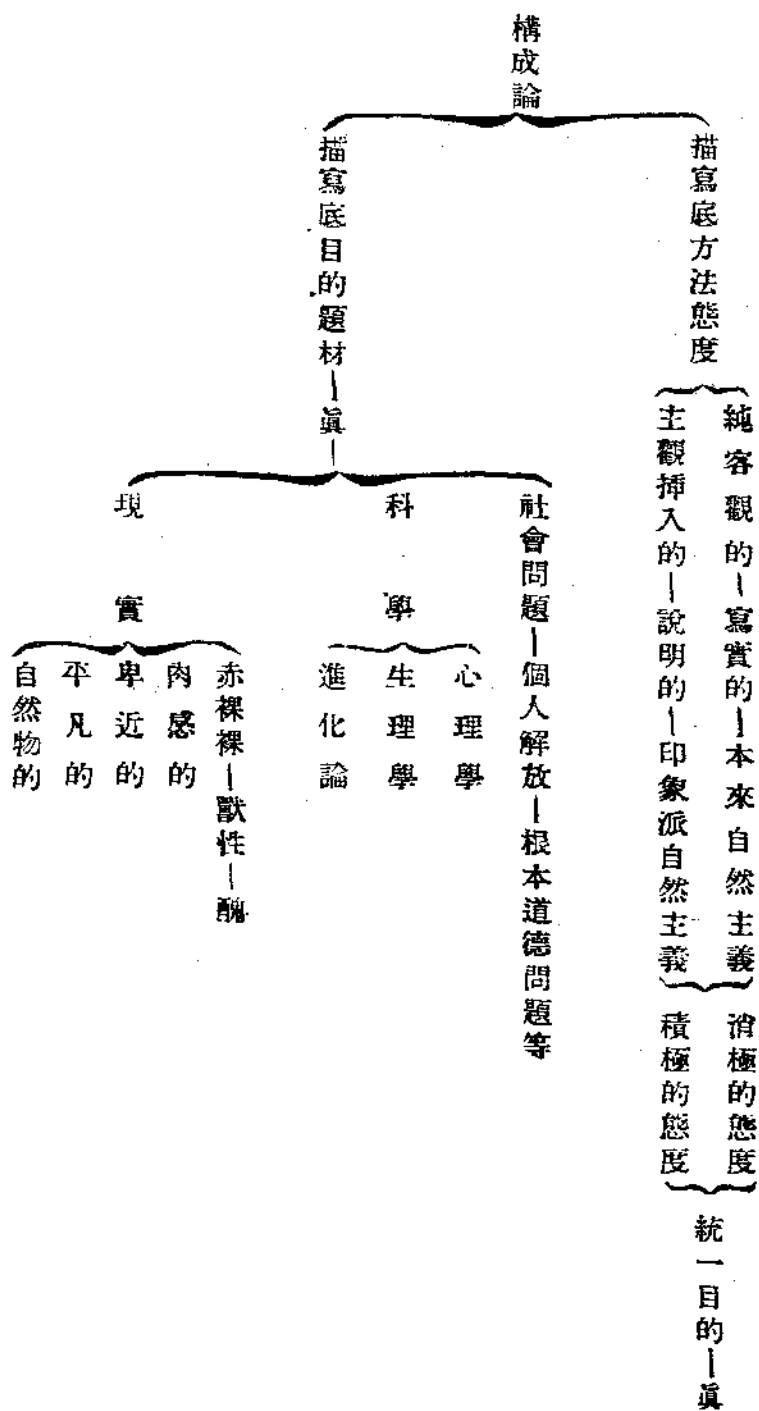 構成論
描寫底方法態度
純客觀的—寫實的—本來自然主義
主觀挿入的—說明的—印象派自然主義
消極的態度
積極的態度
統一目的—眞
描寫底目的題材—眞—
社會問題—個人解放—根本道德問題等
科學
心理學
生理學
進化論
現實
赤裸裸—獸性—醜
肉感的
卑近的
平凡的
自然物的